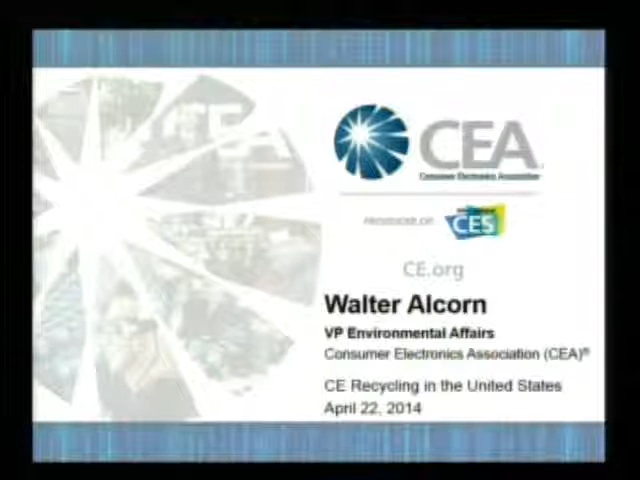 CEA
CEA
Consumer Electronics Association
PRODUCER OF
CES
CE.org
Walter Alcorn
VP Environmental Affairs
Consumer Electronics Association (CEA)®
CE Recycling in the United States
April 22, 2014